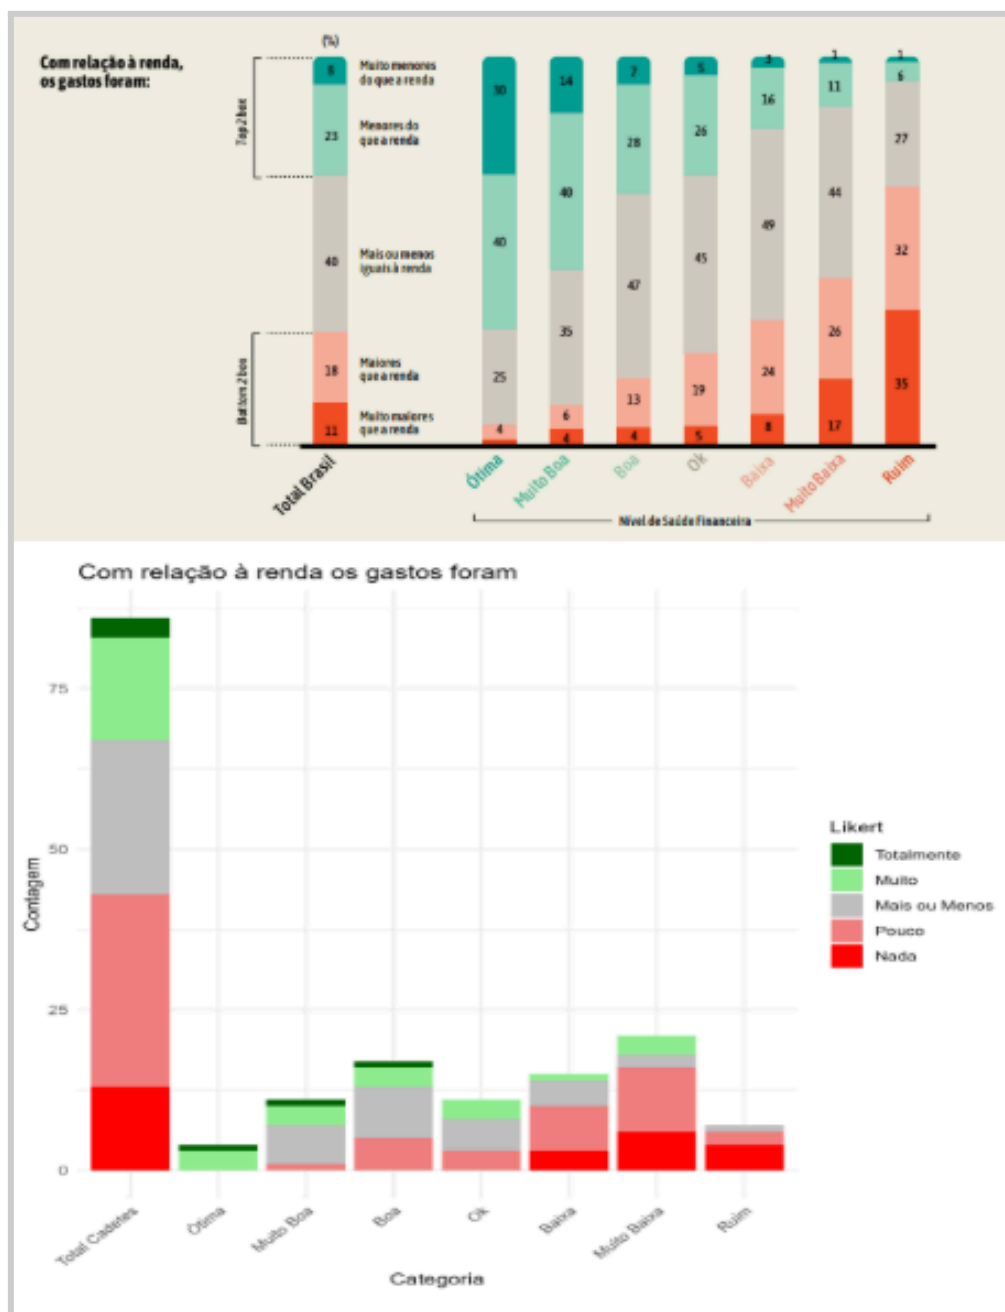 (%)
Com relação à renda,
os gastos foram:
Top 2 box
Bottom 2 box
Muito menores
do que a renda
Menores do
que a renda
Mais ou menos
iguais à renda
Maiores
que a renda
Muito maiores
que a renda
8
23
40
18
11
30
40
25
4
14
40
35
6
4
7
28
47
13
4
5
26
45
19
5
3
16
49
24
8
1
11
44
26
17
1
6
27
32
35
Total Brasil
Ótima
Muito Boa
Boa
Ok
Baixa
Muito Baixa
Ruim
Nível de Saúde Financeira
Com relação à renda os gastos foram
Contagem
75
50
25
0
Likert
Totalmente
Muito
Mais ou Menos
Pouco
Nada
Total Cadetes
Ótima
Muito Boa
Boa
Ok
Baixa
Muito Baixa
Ruim
Categoria